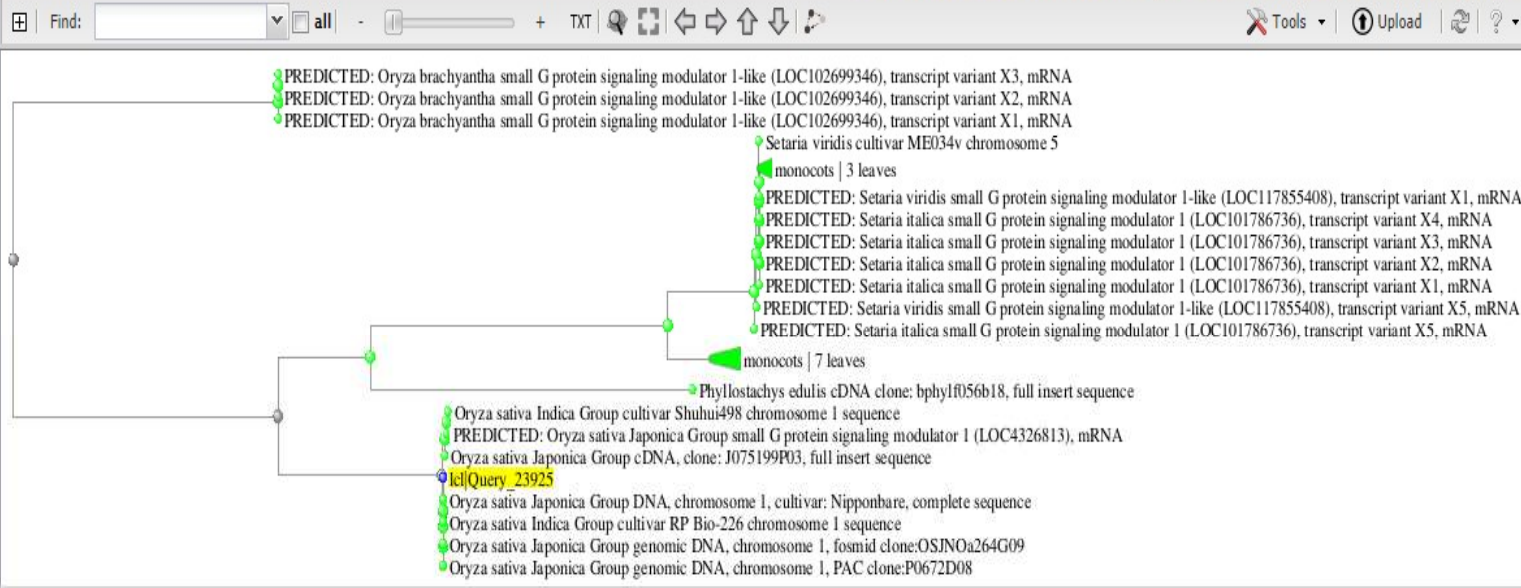 Find: all - + TXT Tools Upload ?
PREDICTED: Oryza brachyantha small G protein signaling modulator 1-like (LOC102699346), transcript variant X3, mRNA
PREDICTED: Oryza brachyantha small G protein signaling modulator 1-like (LOC102699346), transcript variant X2, mRNA
PREDICTED: Oryza brachyantha small G protein signaling modulator 1-like (LOC102699346), transcript variant X1, mRNA
Setaria viridis cultivar ME034v chromosome 5
monocots | 3 leaves
PREDICTED: Setaria viridis small G protein signaling modulator 1-like (LOC117855408), transcript variant X1, mRNA
PREDICTED: Setaria italica small G protein signaling modulator 1 (LOC101786736), transcript variant X4, mRNA
PREDICTED: Setaria italica small G protein signaling modulator 1 (LOC101786736), transcript variant X3, mRNA
PREDICTED: Setaria italica small G protein signaling modulator 1 (LOC101786736), transcript variant X2, mRNA
PREDICTED: Setaria italica small G protein signaling modulator 1 (LOC101786736), transcript variant X1, mRNA
PREDICTED: Setaria viridis small G protein signaling modulator 1-like (LOC117855408), transcript variant X5, mRNA
PREDICTED: Setaria italica small G protein signaling modulator 1 (LOC101786736), transcript variant X5, mRNA
monocots | 7 leaves
Phyllostachys edulis cDNA clone: bphylf056b18, full insert sequence
Oryza sativa Indica Group cultivar Shuhui498 chromosome 1 sequence
PREDICTED: Oryza sativa Japonica Group small G protein signaling modulator 1 (LOC4326813), mRNA
Oryza sativa Japonica Group cDNA, clone: J075199P03, full insert sequence
lcl|Query_23925
Oryza sativa Japonica Group DNA, chromosome 1, cultivar: Nipponbare, complete sequence
Oryza sativa Indica Group cultivar RP Bio-226 chromosome 1 sequence
Oryza sativa Japonica Group genomic DNA, chromosome 1, fosmid clone:OSJNOa264G09
Oryza sativa Japonica Group genomic DNA, chromosome 1, PAC clone:P0672D08